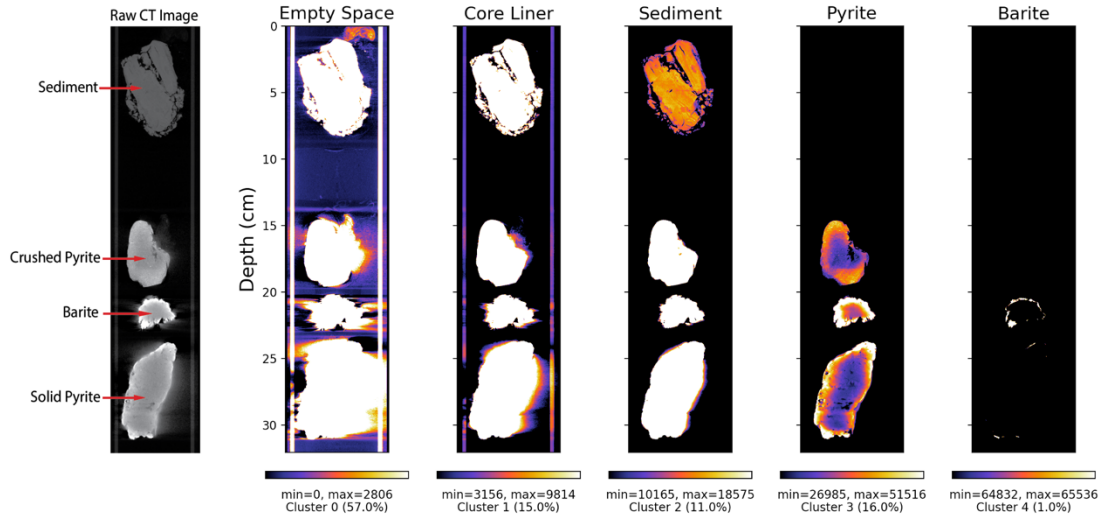 Raw CT Image
Empty Space
Core Liner
Sediment
Pyrite
Barite
Sediment
Crushed Pyrite
Barite
Solid Pyrite
Depth (cm)
0
5
10
15
20
25
30
min=0, max=2806
Cluster 0 (57.0%)
min=3156, max=9814
Cluster 1 (15.0%)
min=10165, max=18575
Cluster 2 (11.0%)
min=26985, max=51516
Cluster 3 (16.0%)
min=64832, max=65536
Cluster 4 (1.0%)